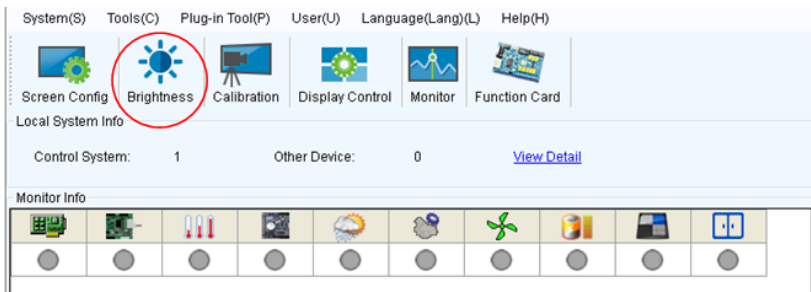 System(S) Tools(C) Plug-in Tool(P) User(U) Language(Lang)(L) Help(H)
Screen Config Brightness Calibration Display Control Monitor Function Card
Local System Info
Control System: 1 Other Device: 0 View Detail
Monitor Info